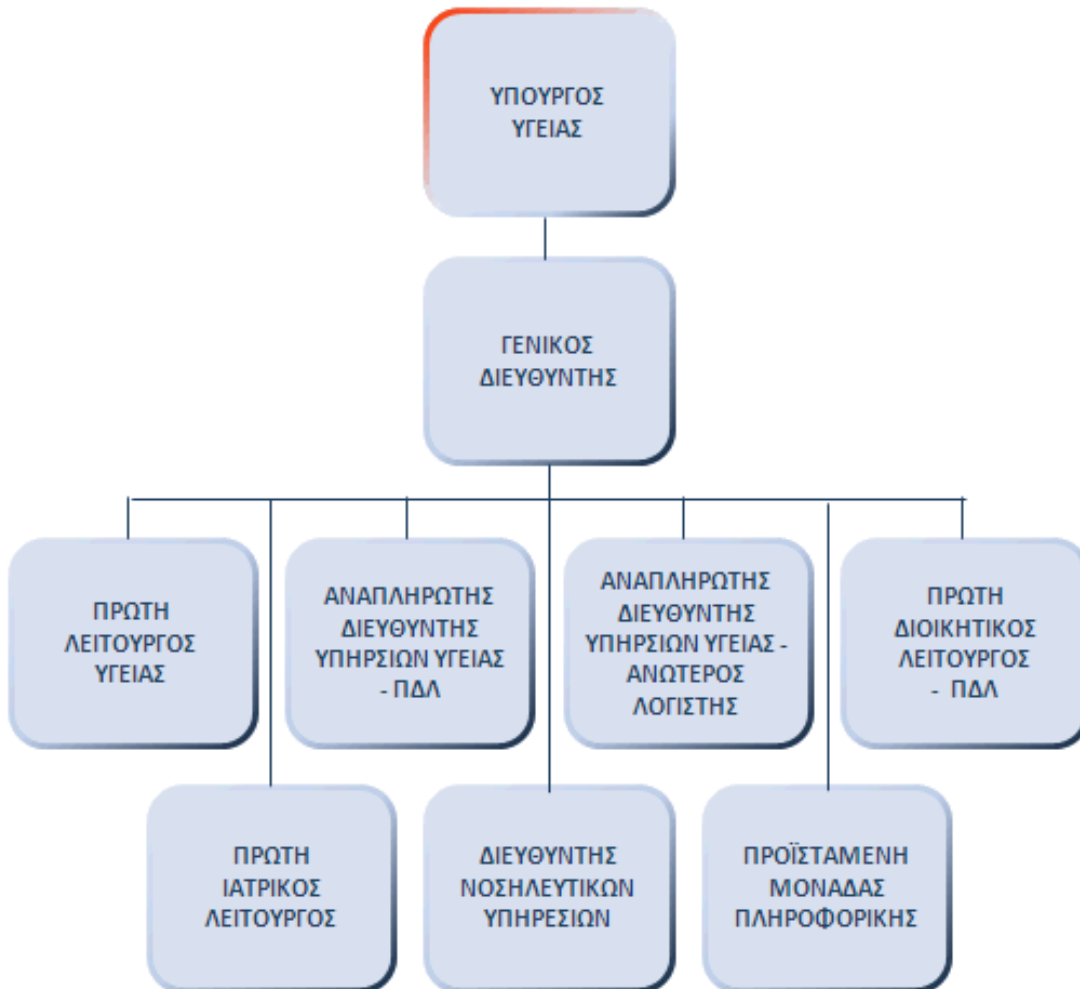 ΥΠΟΥΡΓΟΣ
ΥΓΕΙΑΣ
ΓΕΝΙΚΟΣ
ΔΙΕΥΘΥΝΤΗΣ
ΠΡΩΤΗ
ΛΕΙΤΟΥΡΓΟΣ
ΥΓΕΙΑΣ
ΑΝΑΠΛΗΡΩΤΗΣ
ΔΙΕΥΘΥΝΤΗΣ
ΥΠΗΡΣΙΩΝ ΥΓΕΙΑΣ
- ΠΔΛ
ΑΝΑΠΛΗΡΩΤΗΣ
ΔΙΕΥΘΥΝΤΗΣ
ΥΠΗΡΣΙΩΝ ΥΓΕΙΑΣ -
ΑΝΩΤΕΡΟΣ
ΛΟΓΙΣΤΗΣ
ΠΡΩΤΗ
ΔΙΟΙΚΗΤΙΚΟΣ
ΛΕΙΤΟΥΡΓΟΣ
- ΠΔΛ
ΠΡΩΤΗ
ΙΑΤΡΙΚΟΣ
ΛΕΙΤΟΥΡΓΟΣ
ΔΙΕΥΘΥΝΤΗΣ
ΝΟΣΗΛΕΥΤΙΚΩΝ
ΥΠΗΡΕΣΙΩΝ
ΠΡΟΪΣΤΑΜΕΝΗ
ΜΟΝΑΔΑΣ
ΠΛΗΡΟΦΟΡΙΚΗΣ